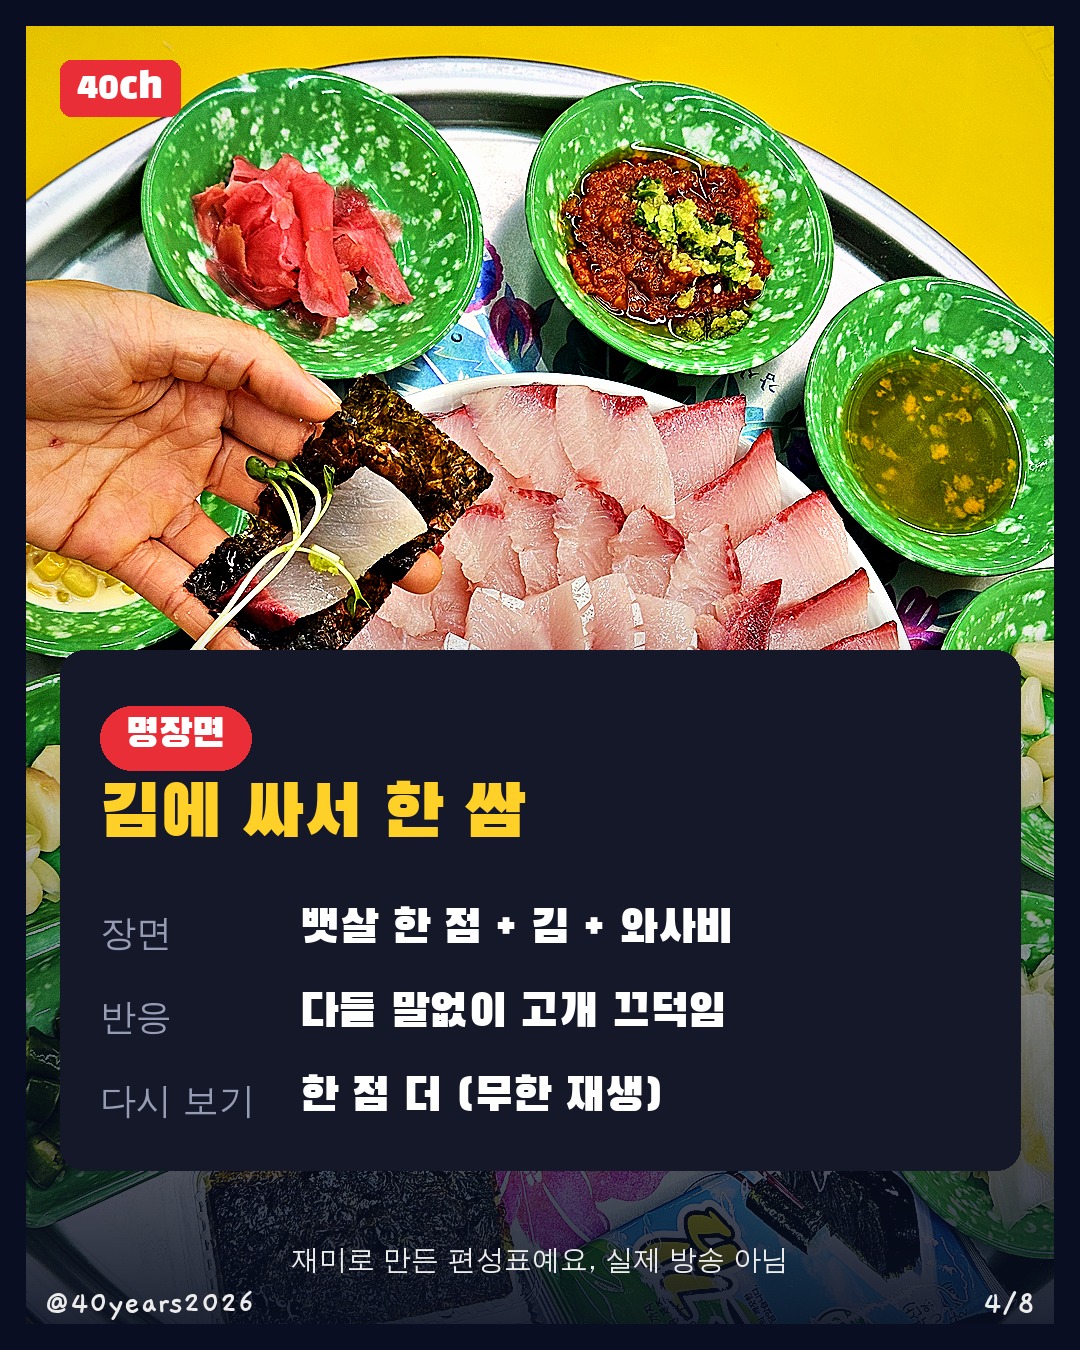 40ch
명장면
김에 싸서 한 쌈
장면 뱃살 한 점 + 김 + 와사비
반응 다들 말없이 고개 끄덕임
다시 보기 한 점 더 (무한 재생)
재미로 만든 편성표예요, 실제 방송 아님
@40years2026
4/8